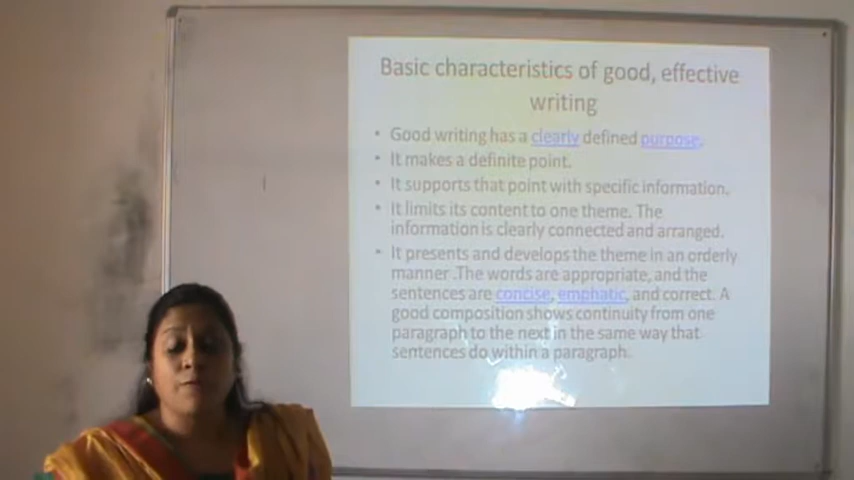 Basic characteristics of good, effective
writing
• Good writing has a clearly defined purpose.
• It makes a definite point.
• It supports that point with specific information.
• It limits its content to one theme. The
information is clearly connected and arranged.
• It presents and develops the theme in an orderly
manner .The words are appropriate, and the
sentences are concise, emphatic, and correct. A
good composition shows continuity from one
paragraph to the next in the same way that
sentences do within a paragraph.